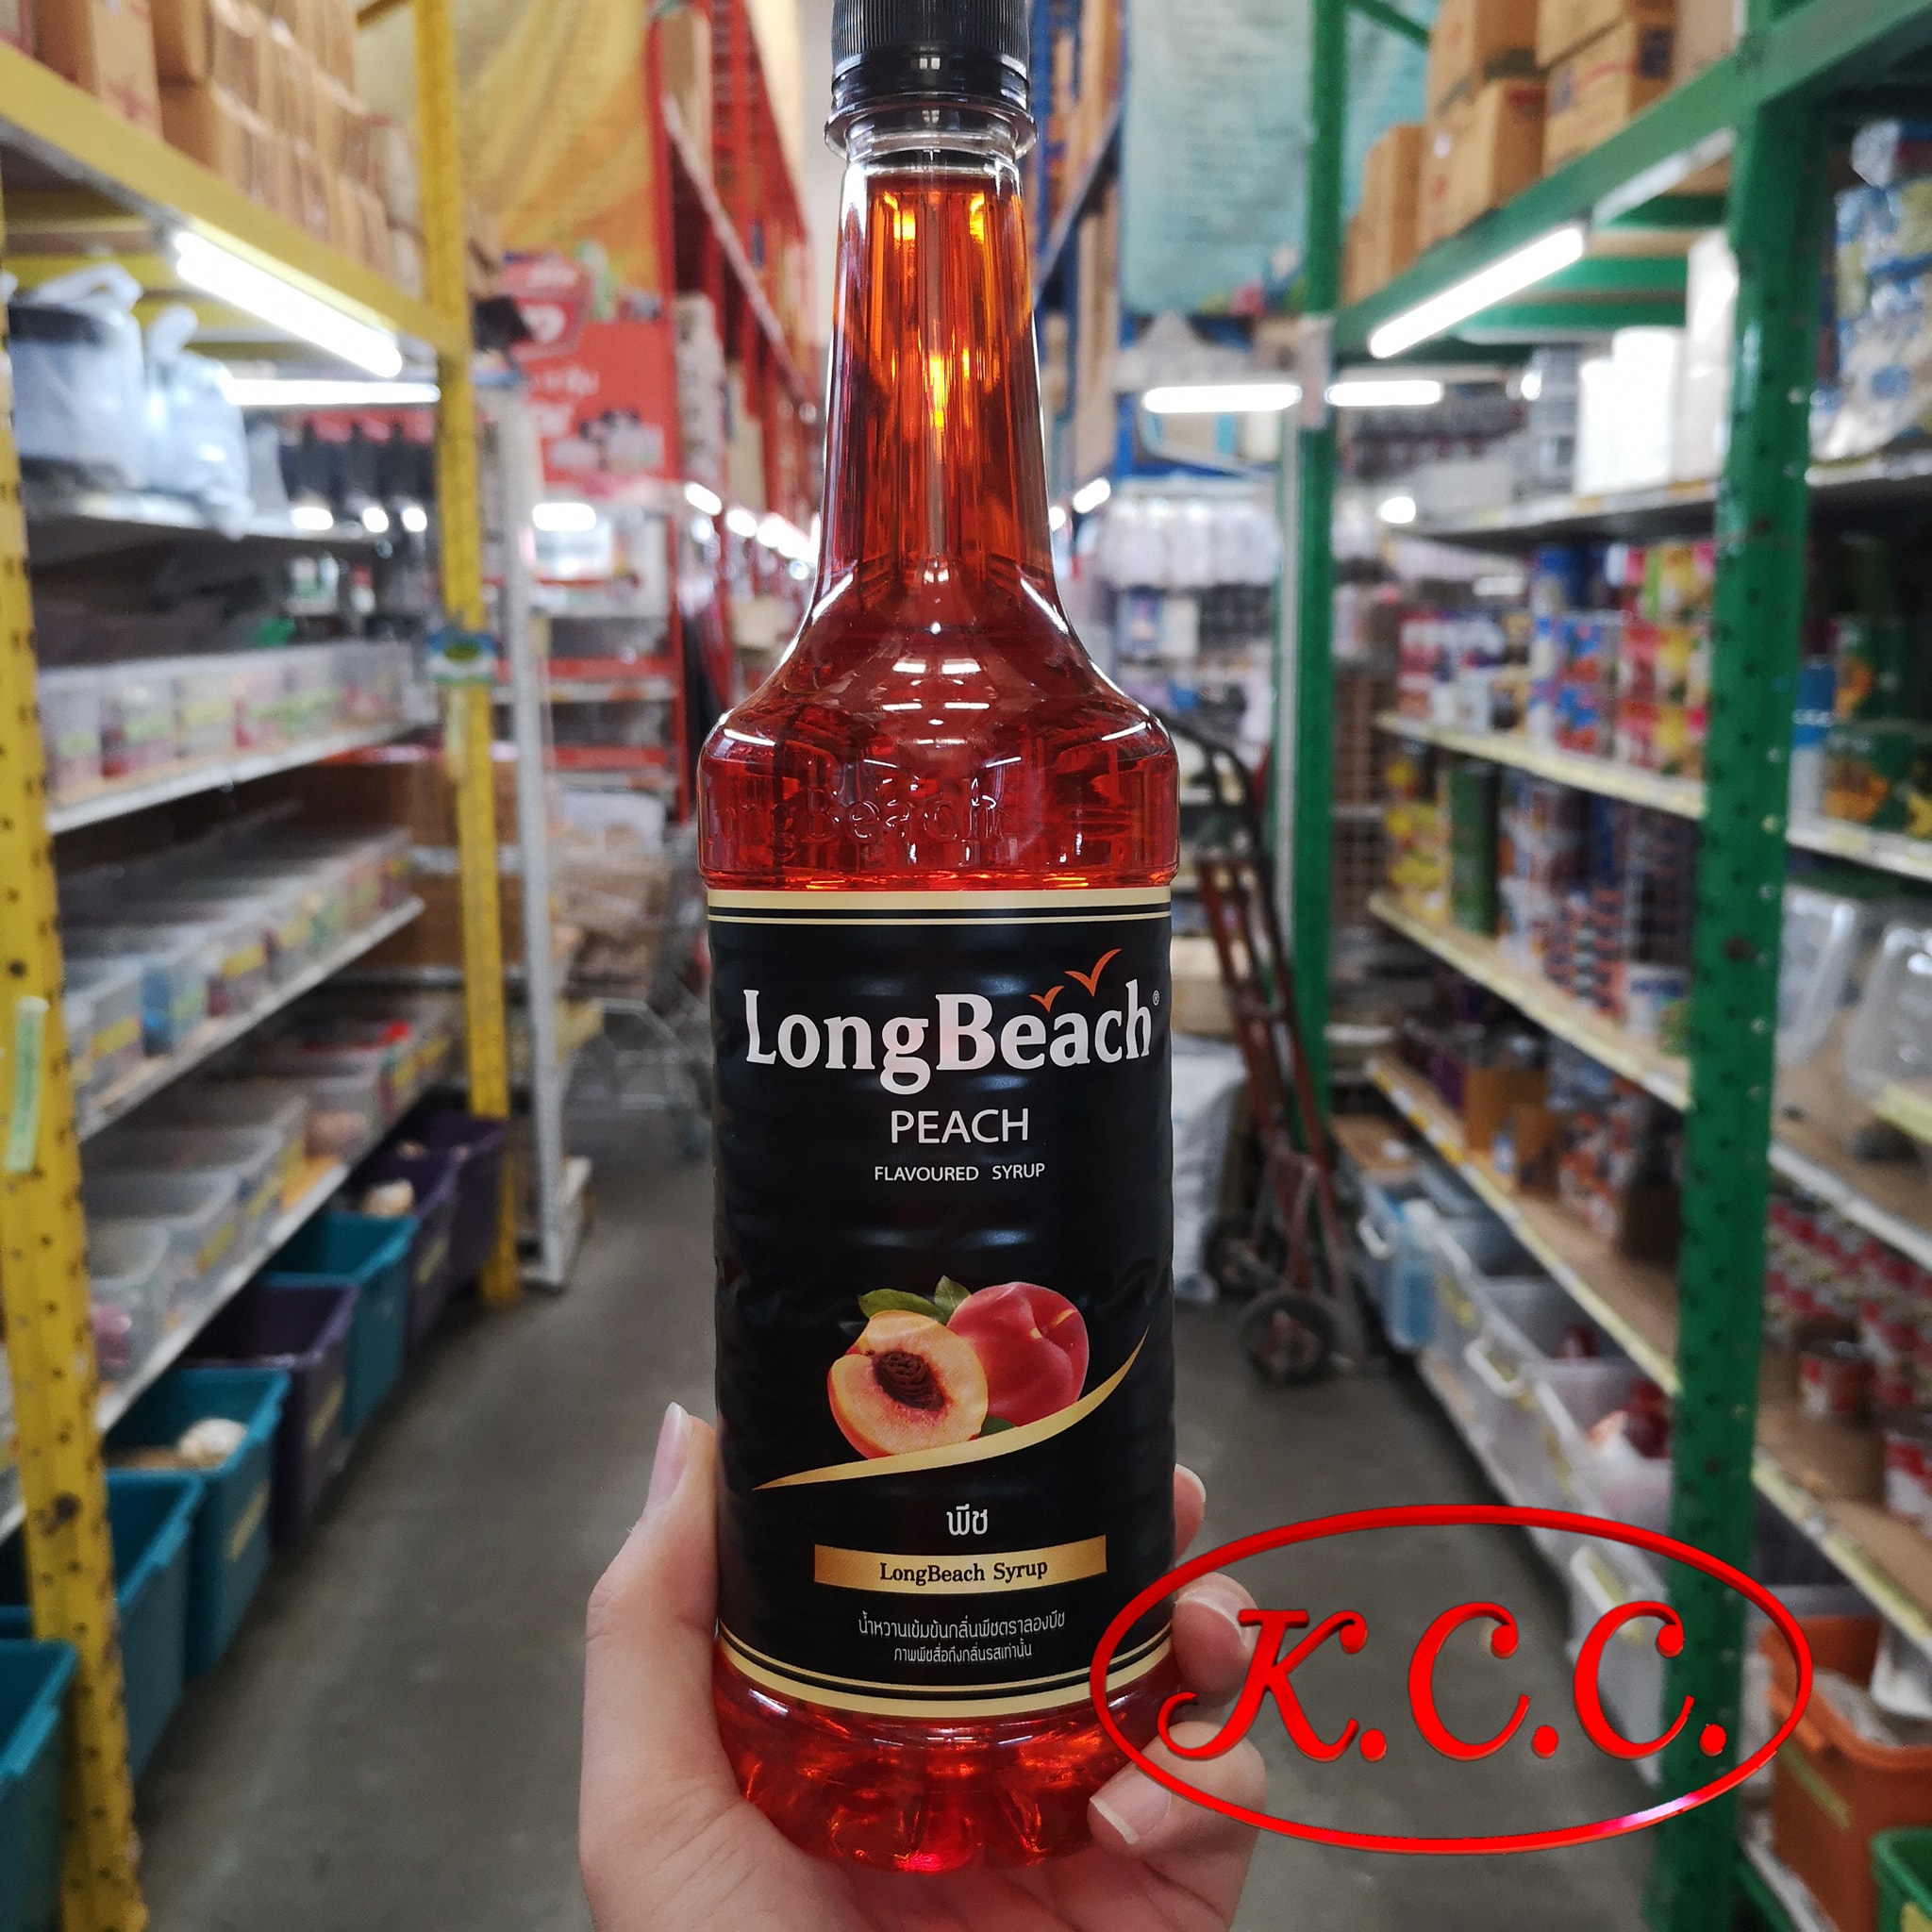 LongBeach
LongBeach®
PEACH
FLAVOURED SYRUP
พีช
LongBeach Syrup
น้ำหวานเข้มข้นกลิ่นพีชตราลองบีช
ภาพพีชสื่อถึงกลิ่นรสเท่านั้น
K.C.C.